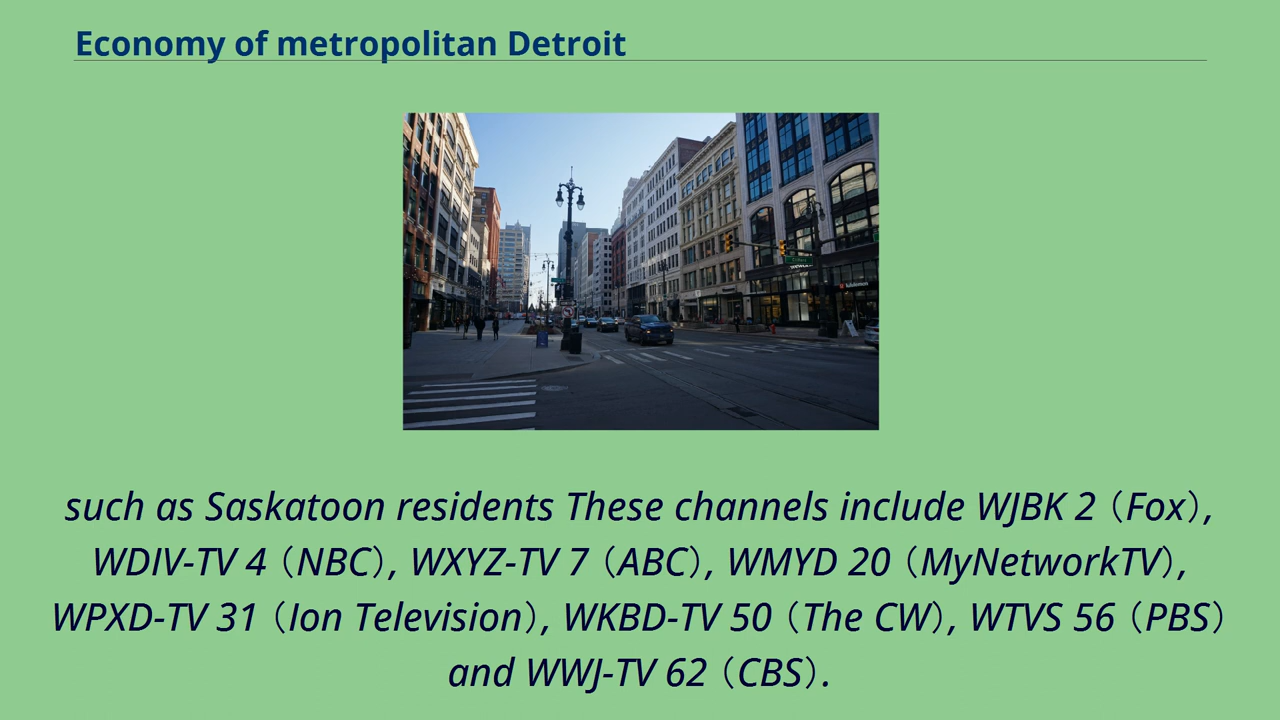 Economy of metropolitan Detroit
such as Saskatoon residents These channels include WJBK 2（Fox）,
WDIV-TV 4（NBC）, WXYZ-TV 7（ABC）, WMYD 20（MyNetworkTV）,
WPXD-TV 31（Ion Television）, WKBD-TV 50（The CW）, WTVS 56（PBS）
and WWJ-TV 62（CBS）.